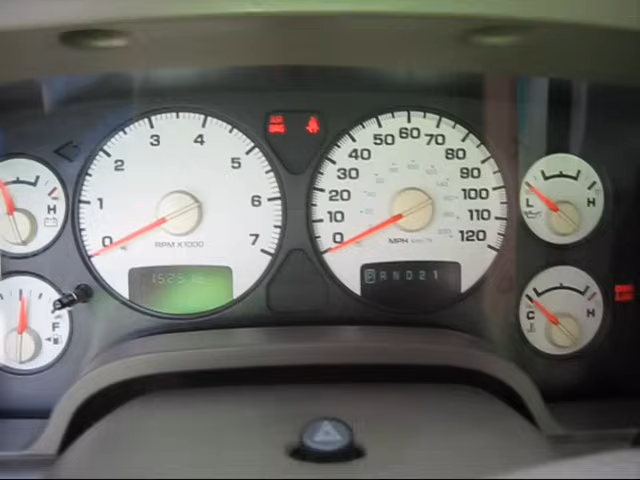 0 1 2 3 4 5 6 7
RPM X1000
0 10 20 30 40 50 60 70 80 90 100 110 120
MPH km/h
P R N D 2 1
H
F
L H
C H